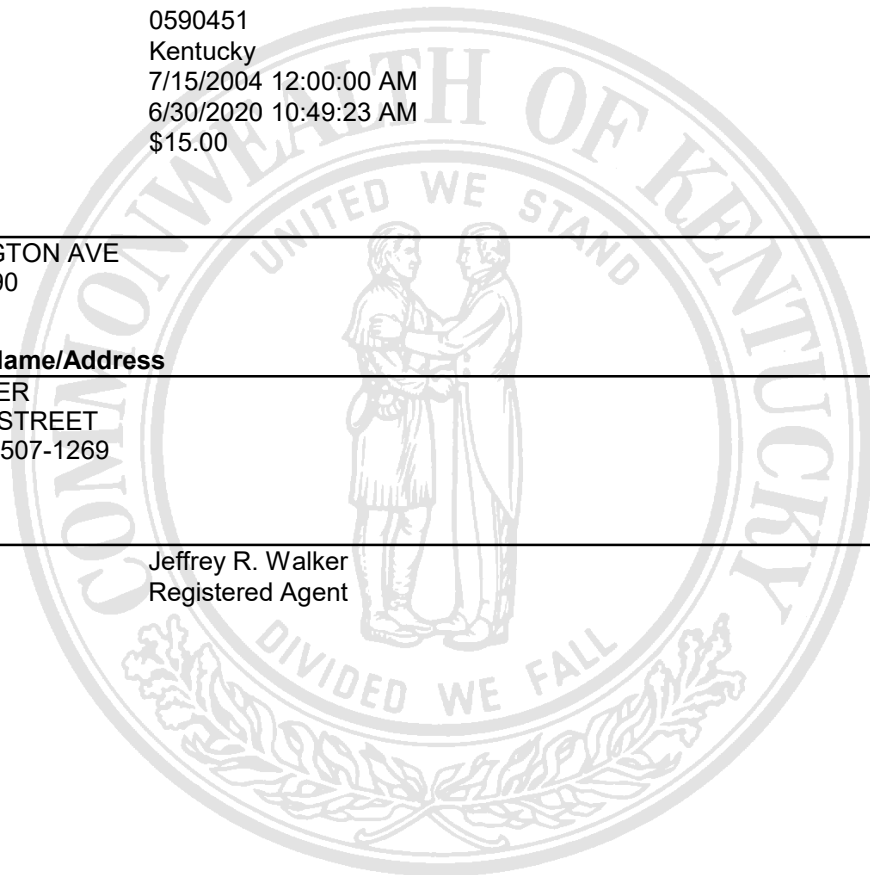 0590451
Kentucky
7/15/2004 12:00:00 AM
6/30/2020 10:49:23 AM
$15.00
COMMONWEALTH OF KENTUCKY
UNITED WE STAND
GTON AVE
90
Name/Address
ER
STREET
507-1269
Jeffrey R. Walker
Registered Agent
DIVIDED WE FALL